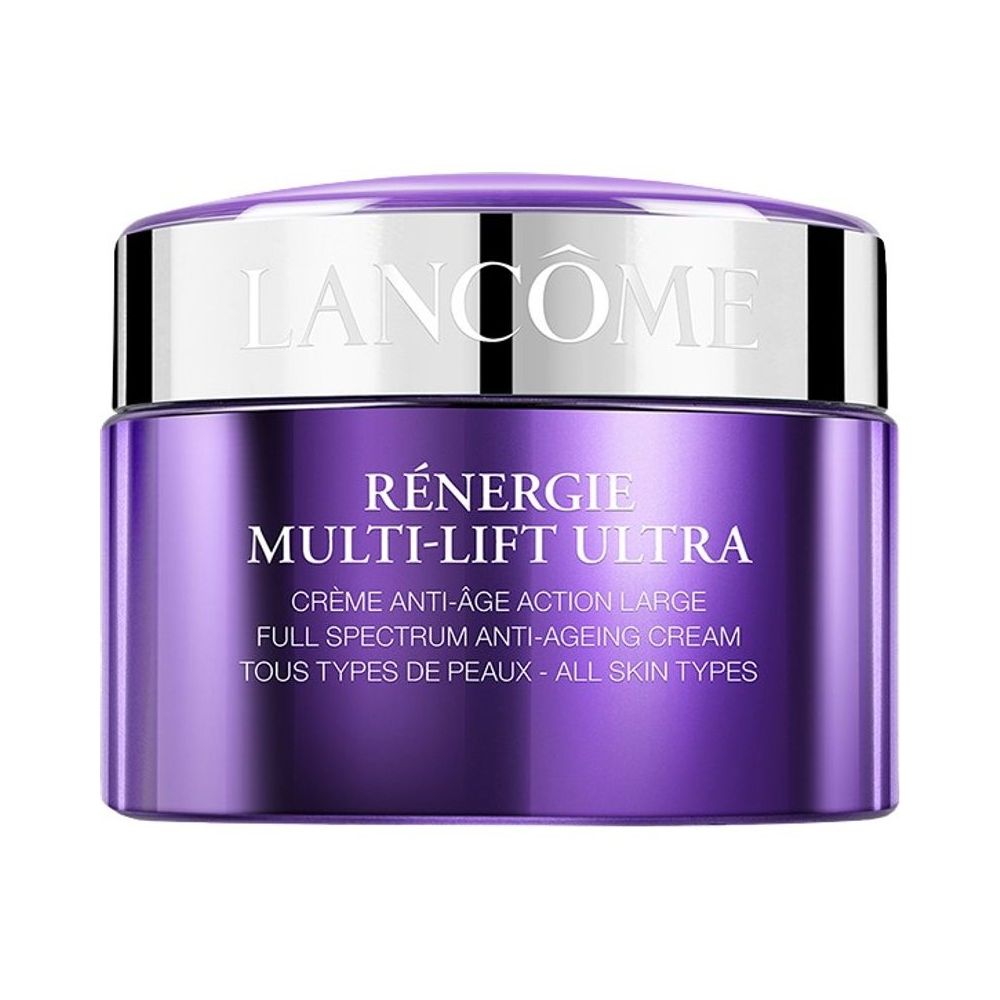 LANCÔME
RÉNERGIE
MULTI-LIFT ULTRA
CRÈME ANTI-ÂGE ACTION LARGE
FULL SPECTRUM ANTI-AGEING CREAM
TOUS TYPES DE PEAUX - ALL SKIN TYPES